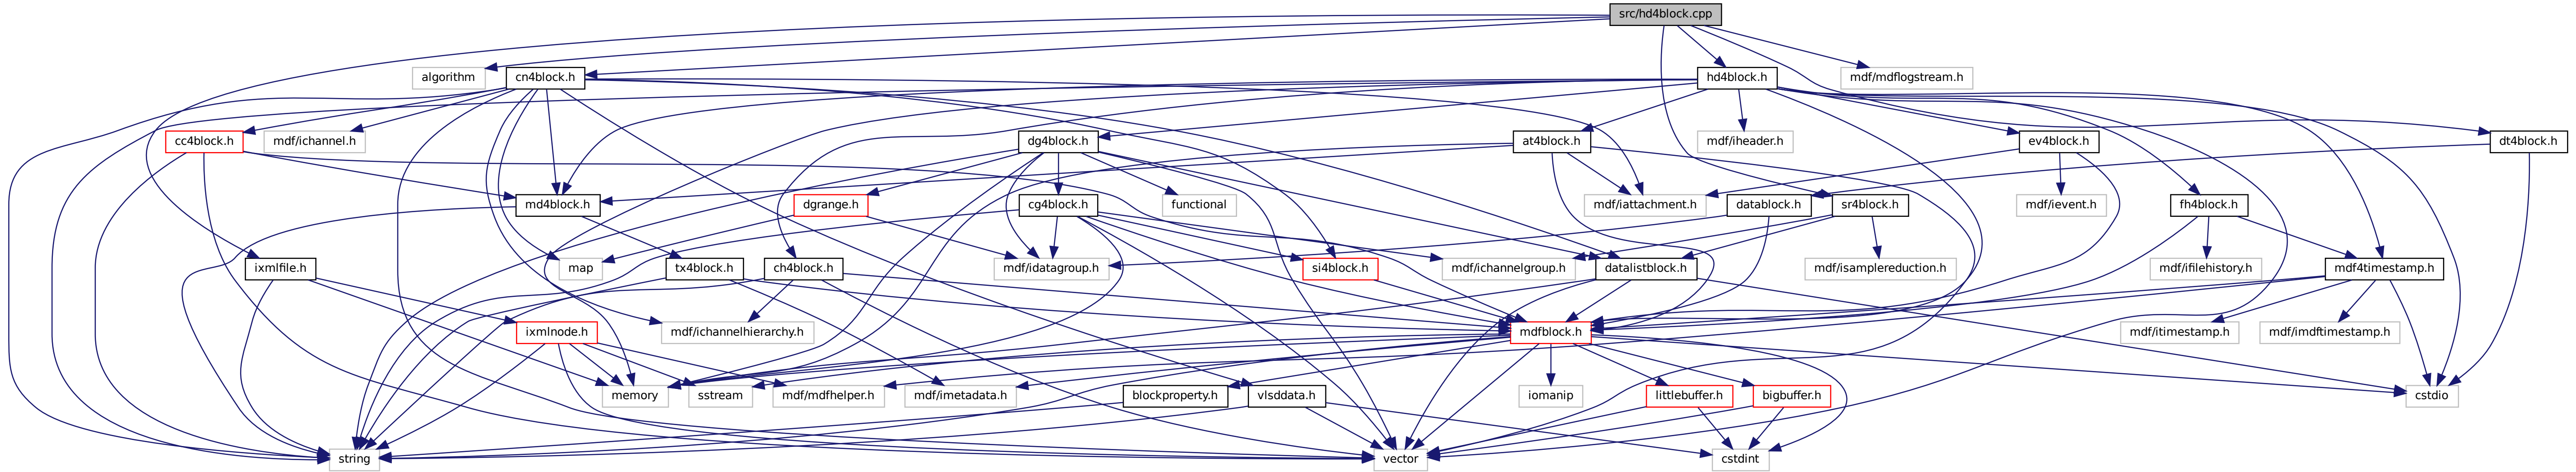 src/hd4block.cpp
algorithm
cn4block.h
hd4block.h
mdf/mdflogstream.h
cc4block.h
mdf/ichannel.h
dg4block.h
at4block.h
mdf/iheader.h
ev4block.h
dt4block.h
md4block.h
dgrange.h
cg4block.h
functional
mdf/iattachment.h
datablock.h
sr4block.h
mdf/ievent.h
fh4block.h
ixmlfile.h
map
tx4block.h
ch4block.h
mdf/idatagroup.h
si4block.h
mdf/ichannelgroup.h
datalistblock.h
mdf/isamplereduction.h
mdf/ifilehistory.h
mdf4timestamp.h
ixmlnode.h
mdf/ichannelhierarchy.h
mdfblock.h
mdf/itimestamp.h
mdf/imdftimestamp.h
memory
sstream
mdf/mdfhelper.h
mdf/imetadata.h
blockproperty.h
vlsddata.h
iomanip
littlebuffer.h
bigbuffer.h
cstdio
string
vector
cstdint